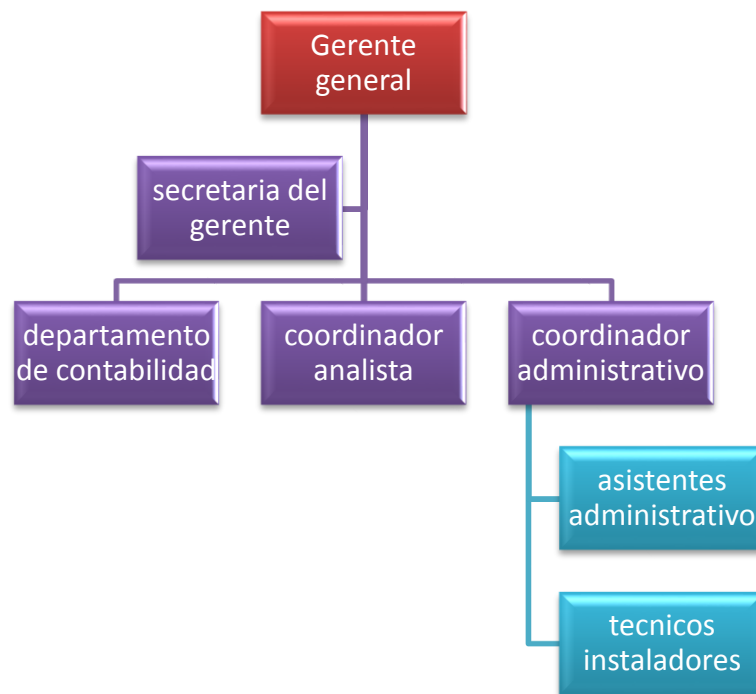 Gerente
general
secretaria del
gerente
departamento
de contabilidad
coordinador
analista
coordinador
administrativo
asistentes
administrativo
tecnicos
instaladores